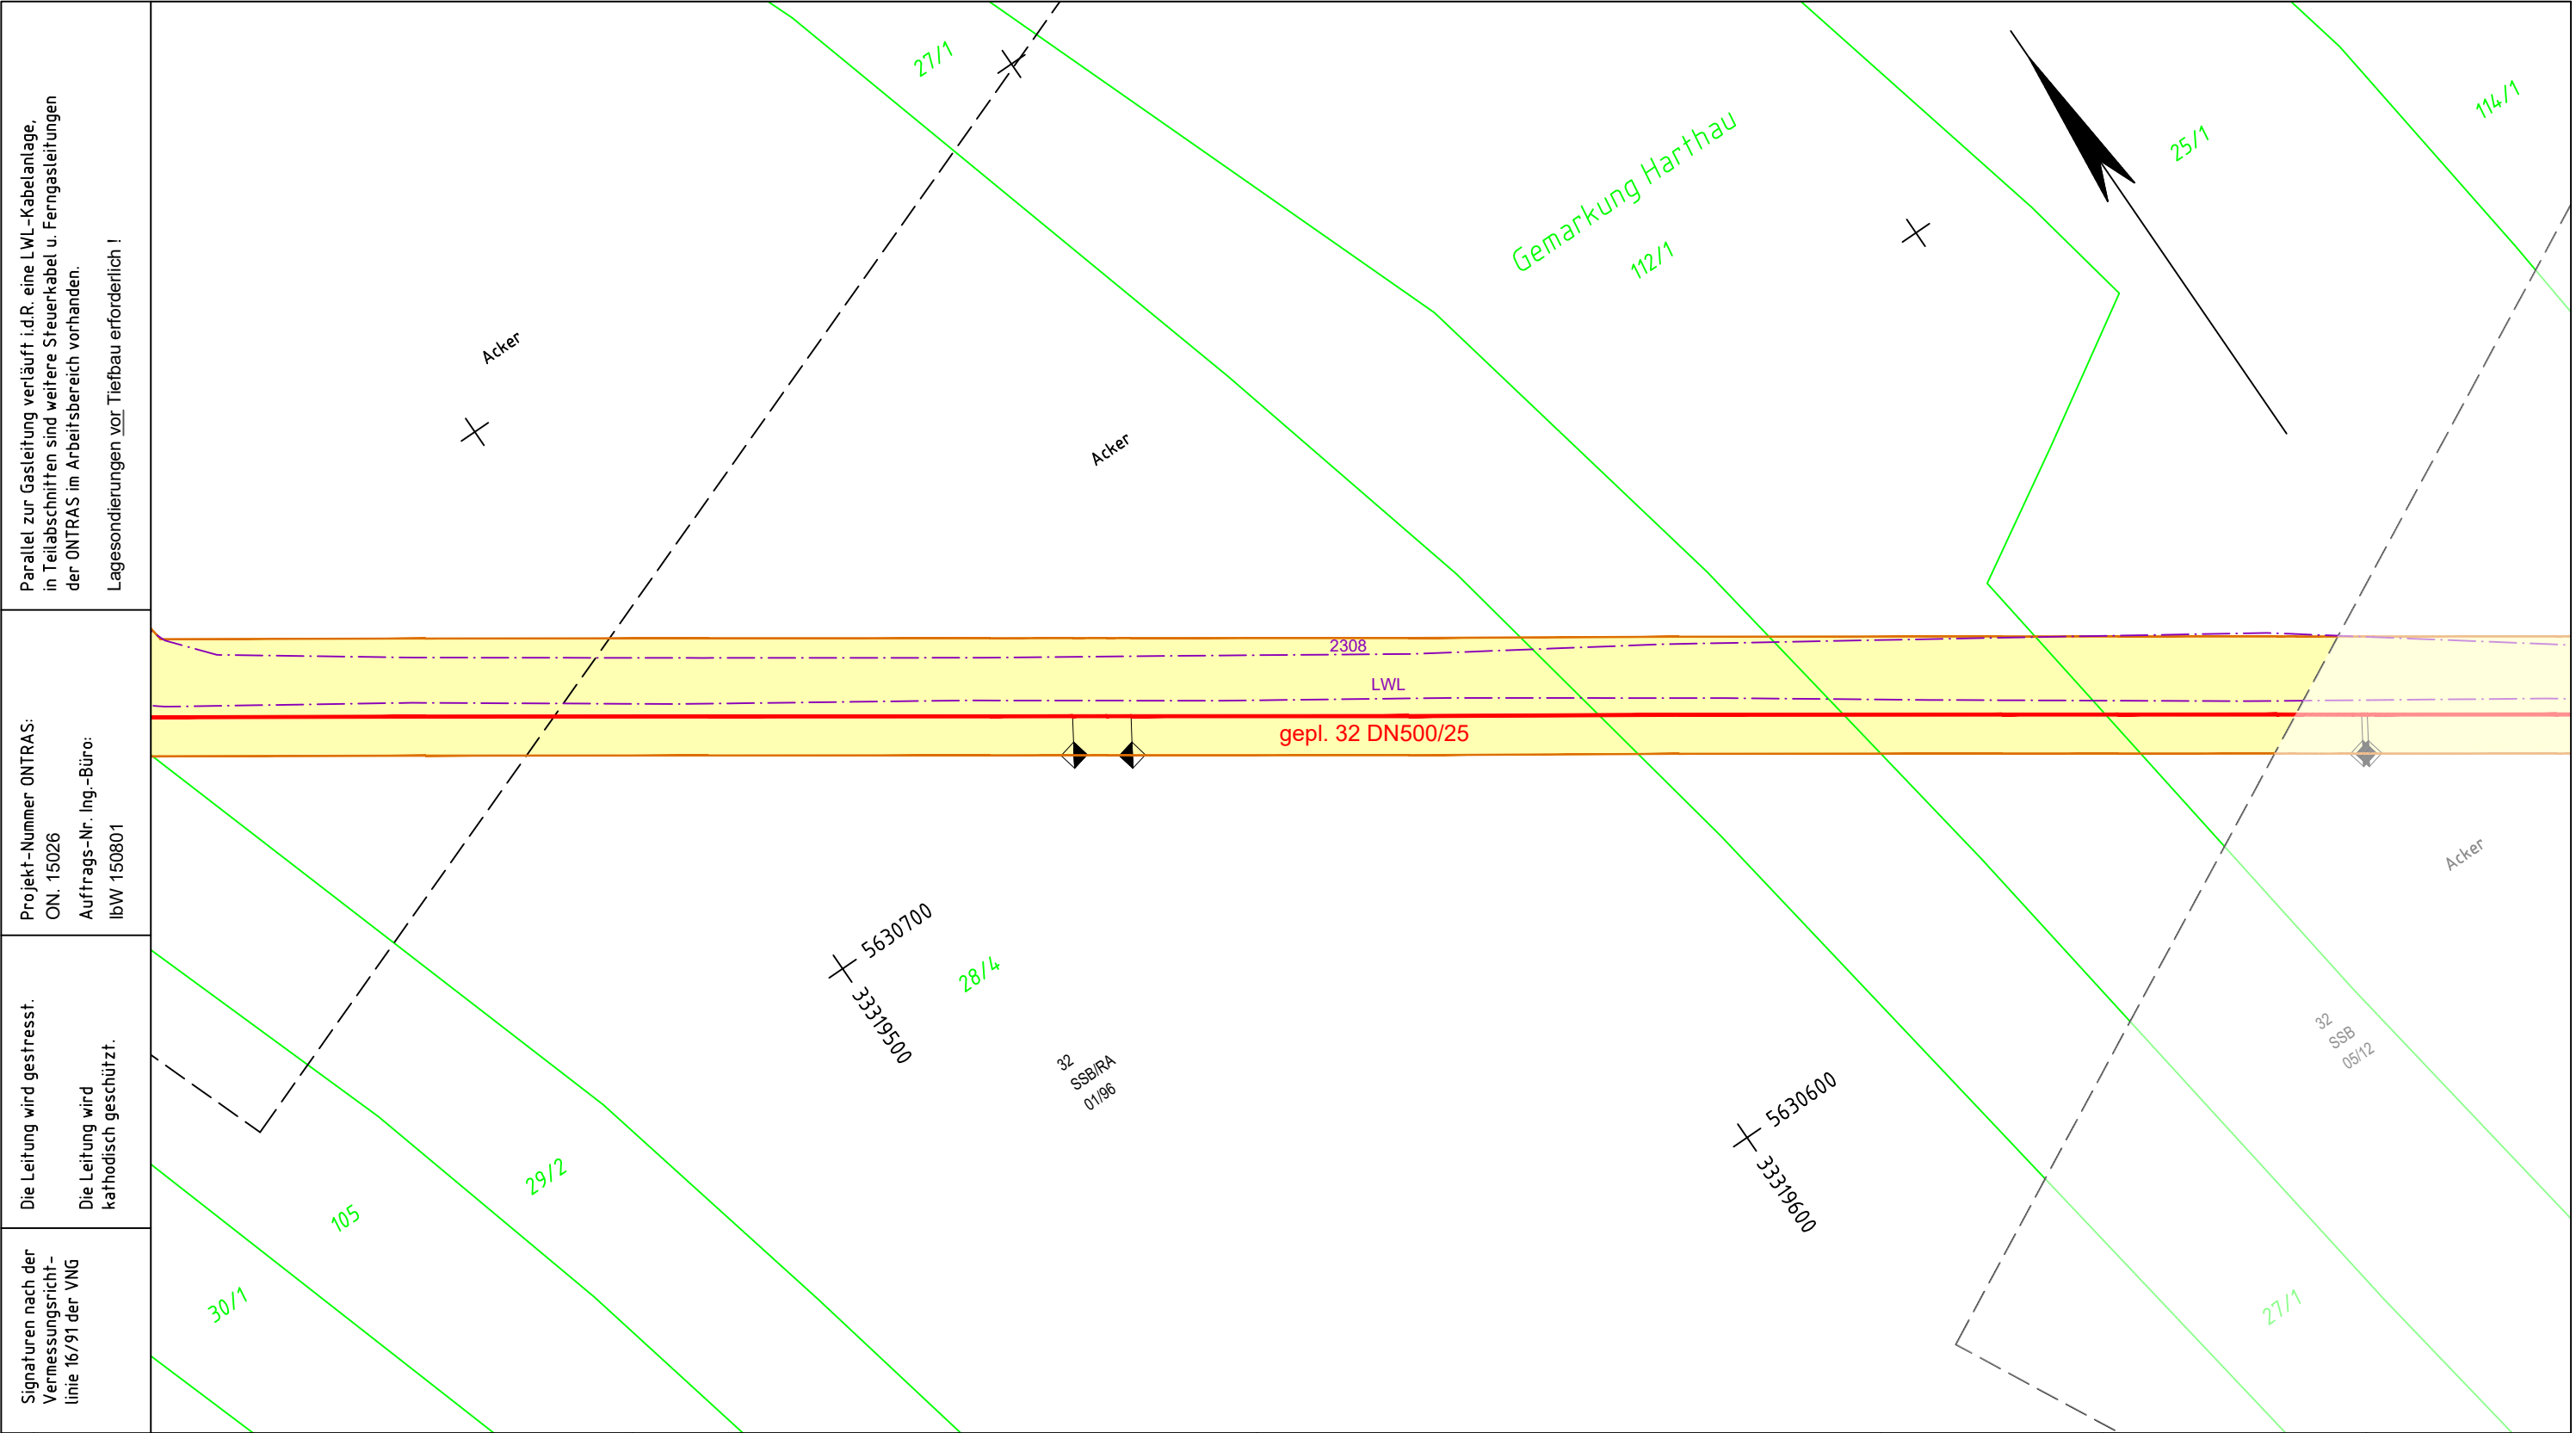 Parallel zur Gasleitung verläuft i.d.R. eine LWL-Kabelanlage,
in Teilabschnitten sind weitere Steuerkabel u. Ferngasleitungen
der ONTRAS im Arbeitsbereich vorhanden.
Lagesondierungen vor Tiefbau erforderlich !
Projekt-Nummer ONTRAS:
ON. 15026
Auftrags-Nr. Ing.-Büro:
IbW 150801
Die Leitung wird gestresst.
Die Leitung wird
kathodisch geschützt.
Signaturen nach der
Vermessungsricht-
linie 16/91 der VNG
27/1
Gemarkung Harthau
112/1
25/1
114/1
Acker
Acker
2308
LWL
gepl. 32 DN500/25
Acker
5630700
33319500
28/4
32
SSB/RA
01/96
5630600
33319600
32
SSB
05/12
29/2
105
30/1
27/1